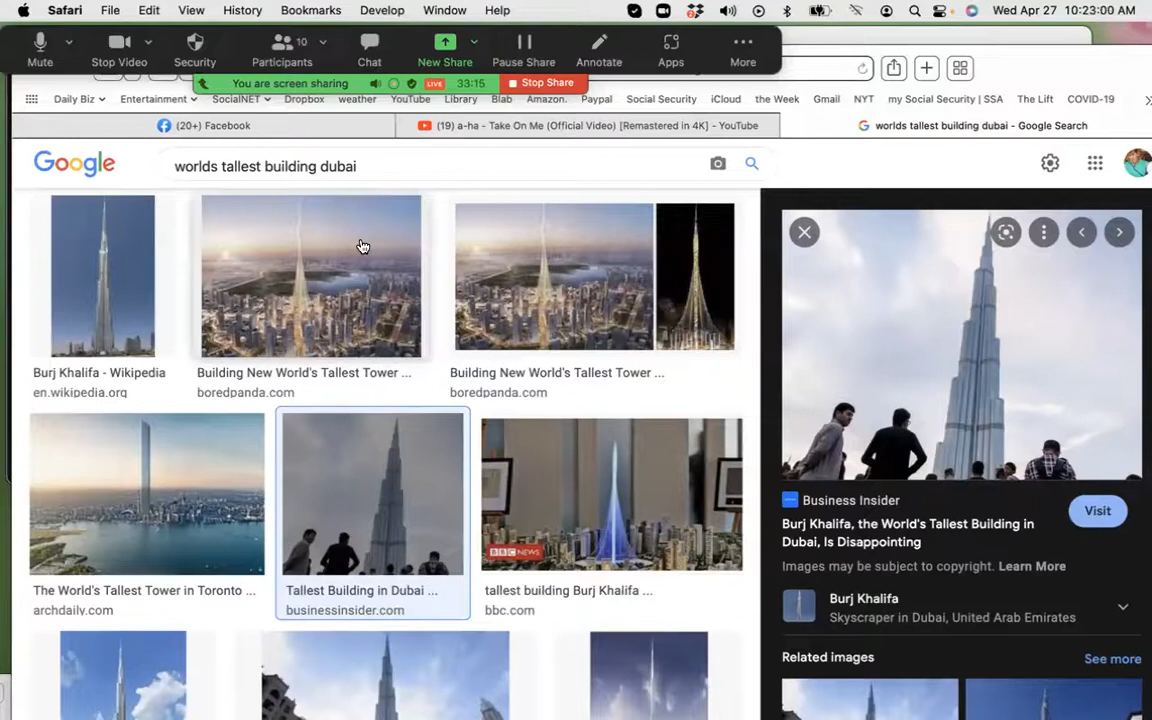 Safari File Edit View History Bookmarks Develop Window Help Wed Apr 27 10:23:00 AM
Mute Stop Video Security Participants 10 Chat New Share Pause Share Annotate Apps More
You are screen sharing LIVE 33:15 Stop Share
Daily Biz Entertainment SocialNET Dropbox weather YouTube Library Blab Amazon. Paypal Social Security iCloud the Week Gmail NYT my Social Security | SSA The Lift COVID-19
(20+) Facebook (19) a-ha - Take On Me (Official Video) [Remastered in 4K] - YouTube worlds tallest building dubai - Google Search
Google worlds tallest building dubai
Burj Khalifa - Wikipedia
en.wikipedia.org
Building New World's Tallest Tower ...
boredpanda.com
Building New World's Tallest Tower ...
boredpanda.com
The World's Tallest Tower in Toronto ...
archdaily.com
Tallest Building in Dubai ...
businessinsider.com
BBC NEWS
tallest building Burj Khalifa ...
bbc.com
Business Insider
Visit
Burj Khalifa, the World's Tallest Building in
Dubai, Is Disappointing
Images may be subject to copyright. Learn More
Burj Khalifa
Skyscraper in Dubai, United Arab Emirates
Related images
See more